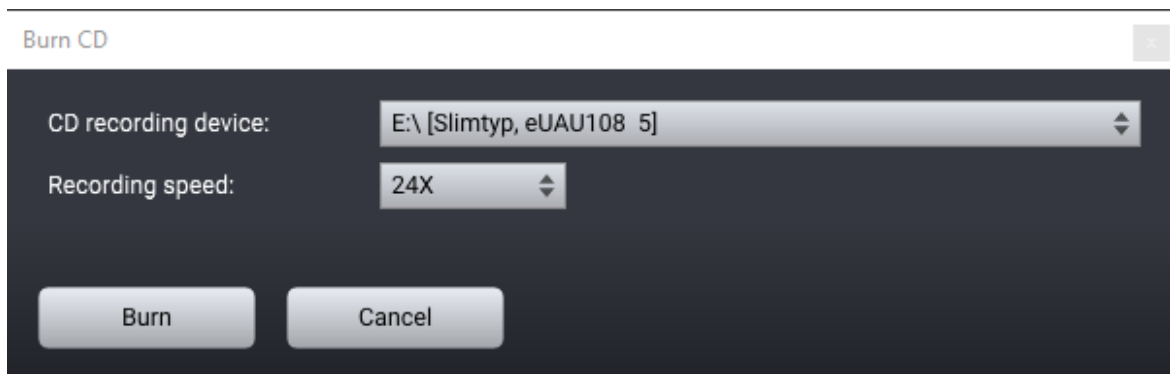 Burn CD
x
CD recording device: E:\ [Slimtyp, eUAU108  5]
Recording speed: 24X
Burn Cancel